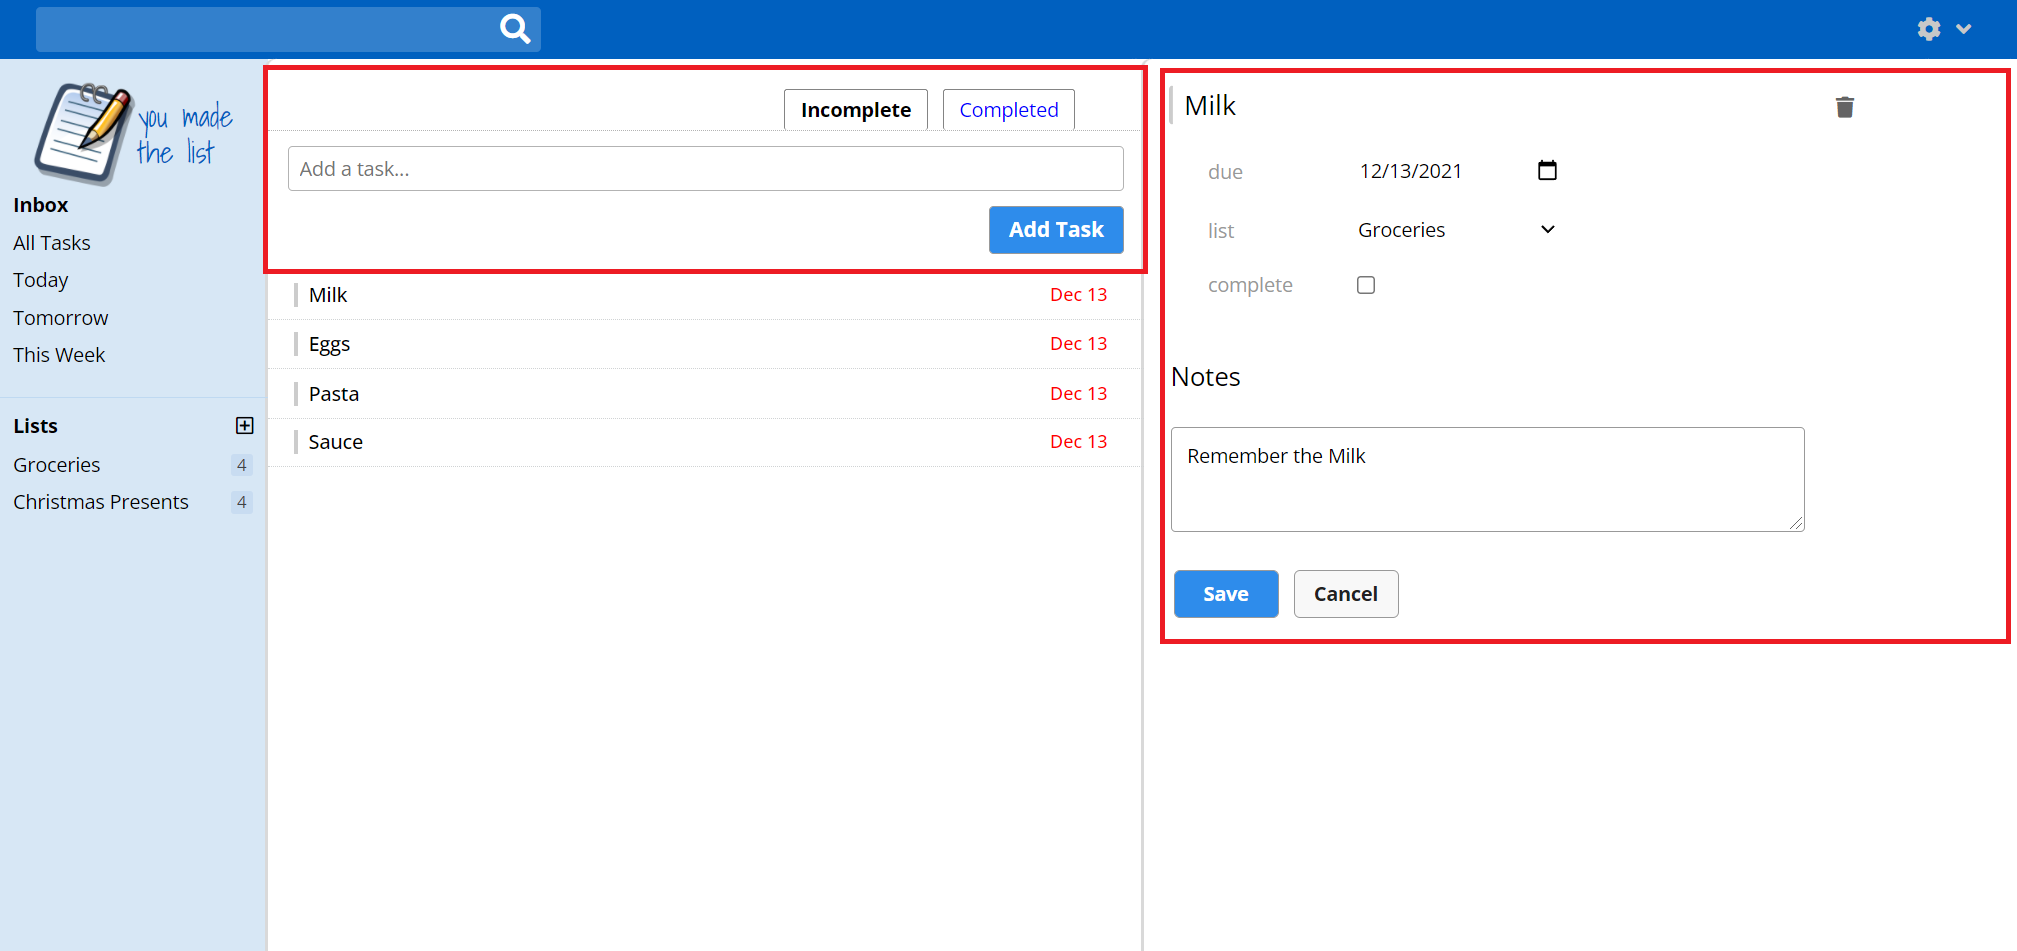 you made
the list
Inbox
All Tasks
Today
Tomorrow
This Week
Lists
Groceries 4
Christmas Presents 4
Incomplete Completed
Add a task...
Add Task
Milk Dec 13
Eggs Dec 13
Pasta Dec 13
Sauce Dec 13
Milk
due 12/13/2021
list Groceries
complete
Notes
Remember the Milk
Save Cancel